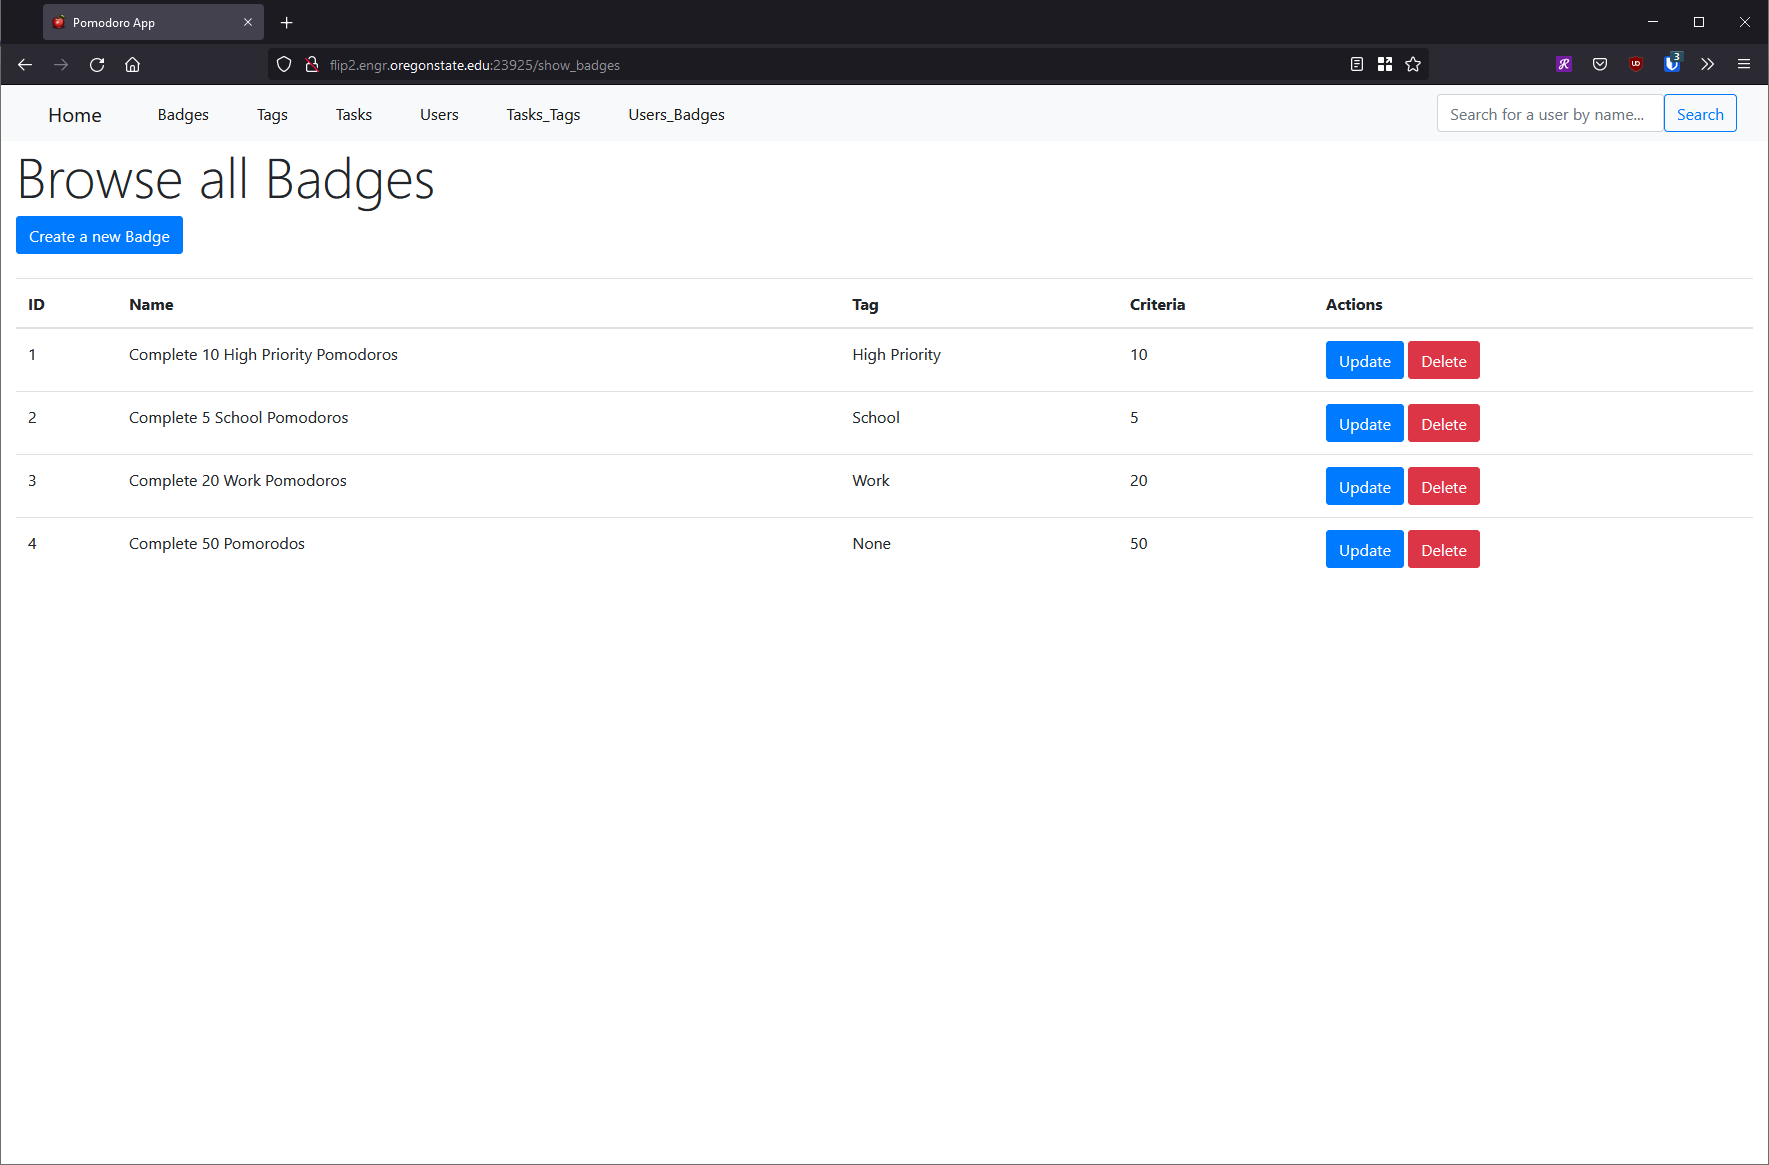 Pomodoro App
flip2.engr.oregonstate.edu:23925/show_badges
3
Home Badges Tags Tasks Users Tasks_Tags Users_Badges Search for a user by name... Search
Browse all Badges
Create a new Badge
ID Name Tag Criteria Actions
1 Complete 10 High Priority Pomodoros High Priority 10 Update Delete
2 Complete 5 School Pomodoros School 5 Update Delete
3 Complete 20 Work Pomodoros Work 20 Update Delete
4 Complete 50 Pomorodos None 50 Update Delete